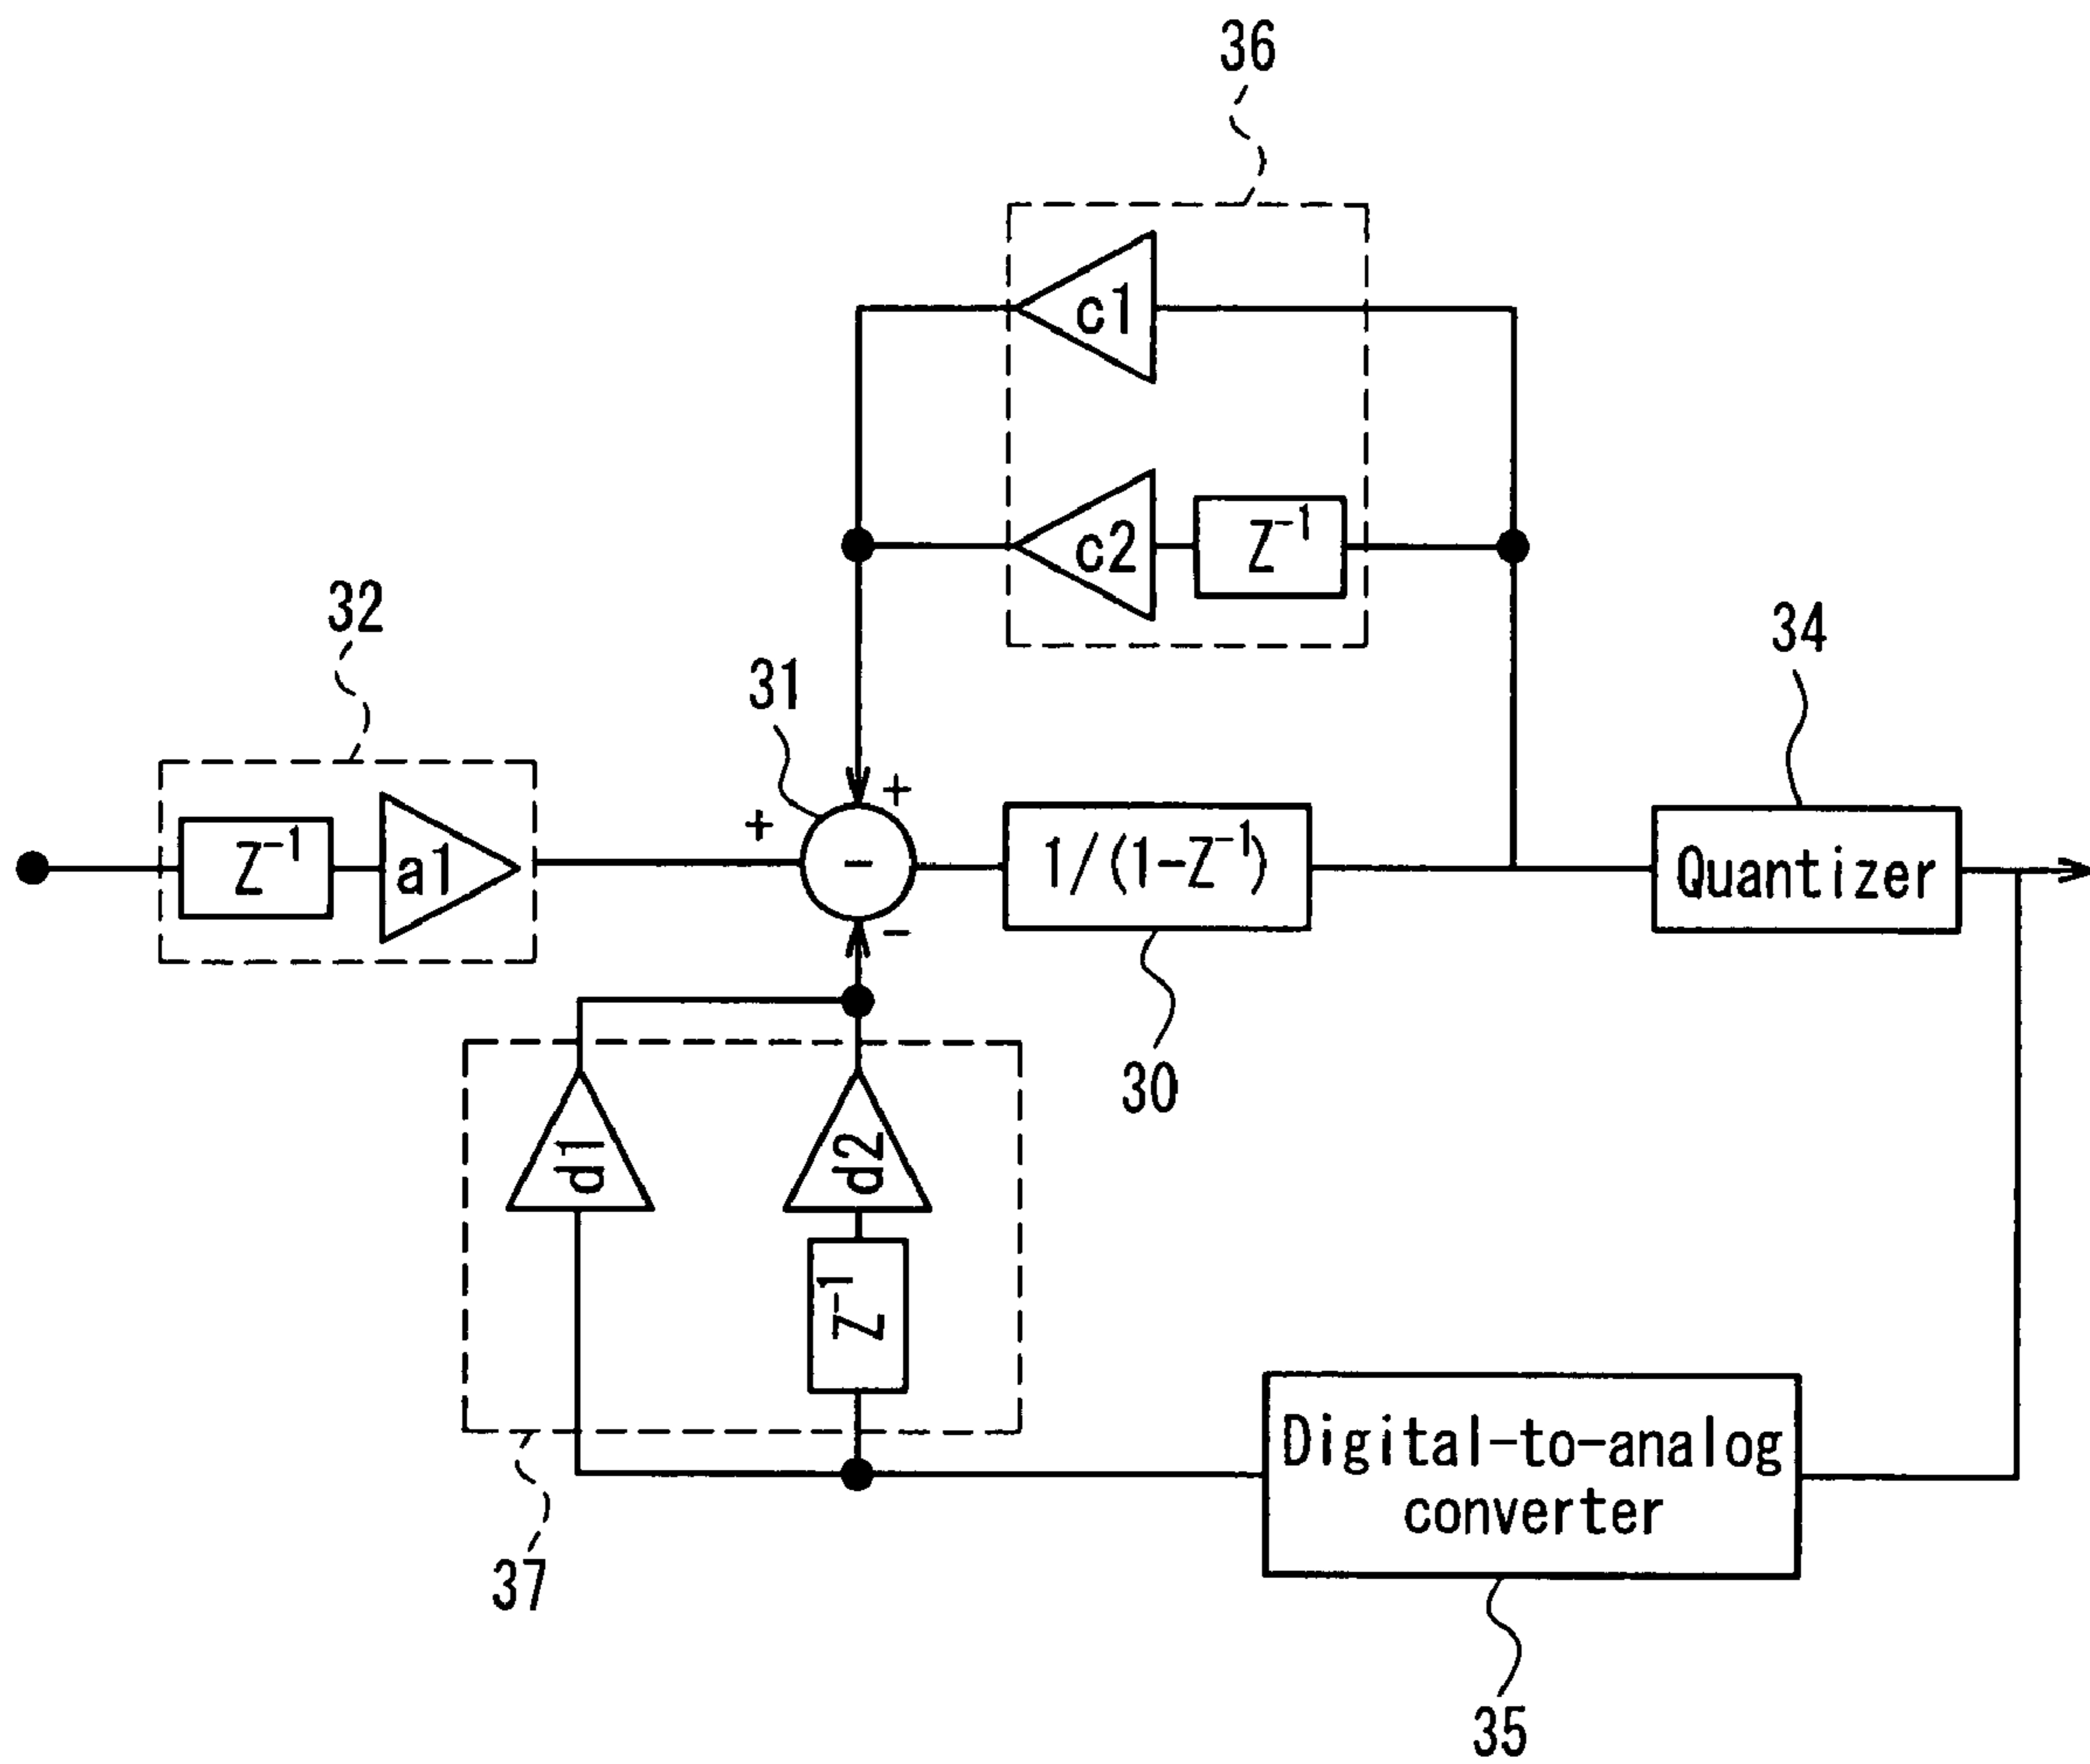 36
c1
c2
Z⁻¹
32
34
31
+
+
Z⁻¹
a1
-
1/(1-Z⁻¹)
Quantizer
-
30
d1
d2
Z⁻¹
Digital-to-analog
converter
37
35